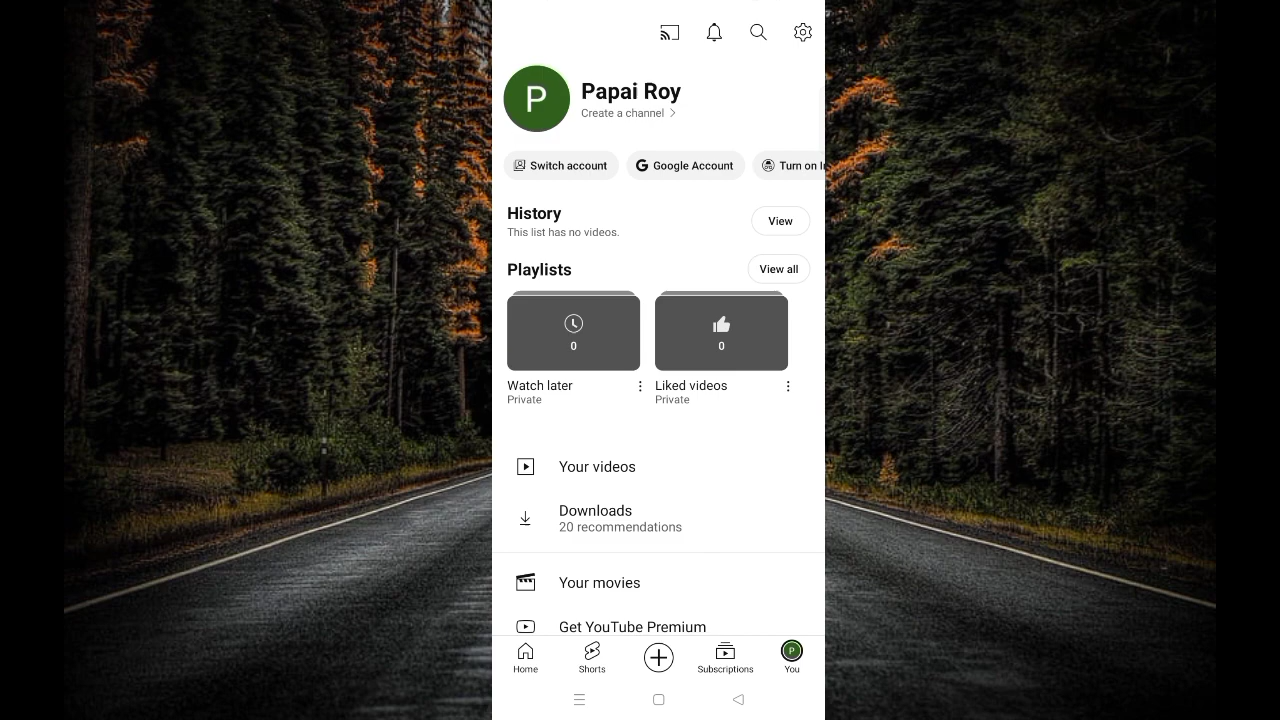 P
Papai Roy
Create a channel
Switch account
Google Account
Turn on
History
This list has no videos.
View
Playlists
View all
0
0
Watch later
Private
Liked videos
Private
Your videos
Downloads
20 recommendations
Your movies
Get YouTube Premium
Home
Shorts
Subscriptions
P
You